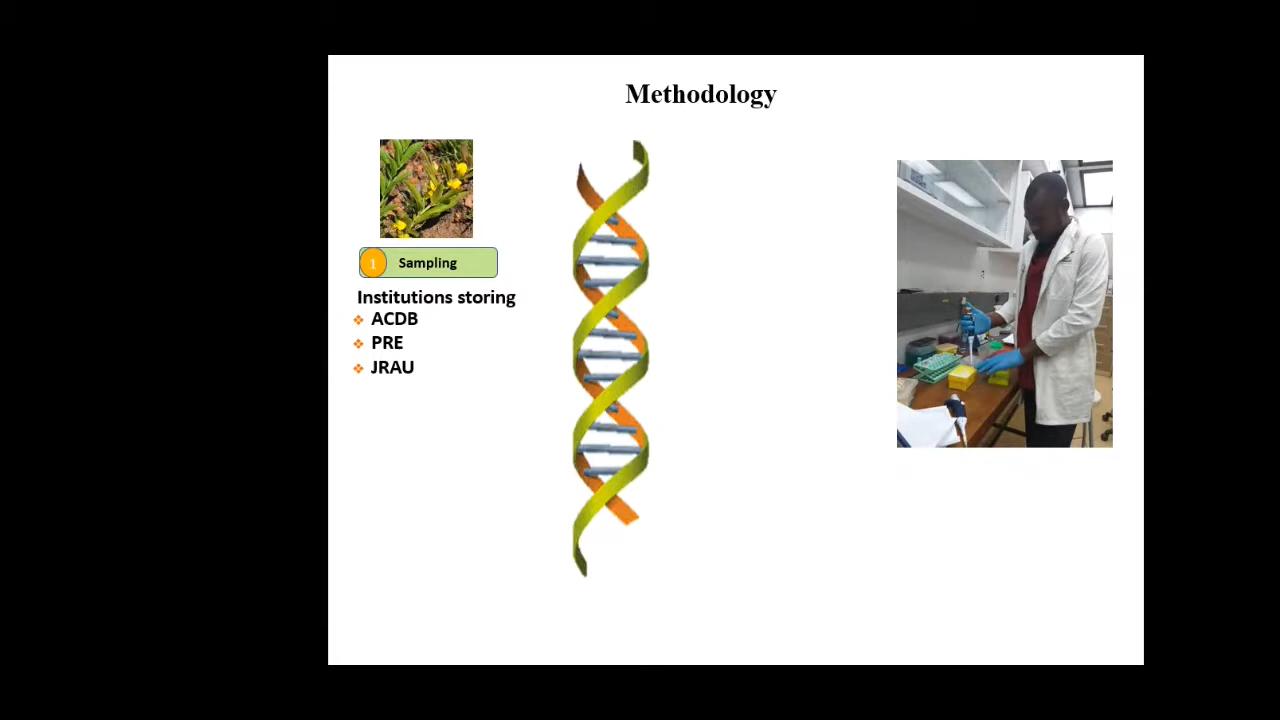 Methodology
1 Sampling
Institutions storing
ACDB
PRE
JRAU